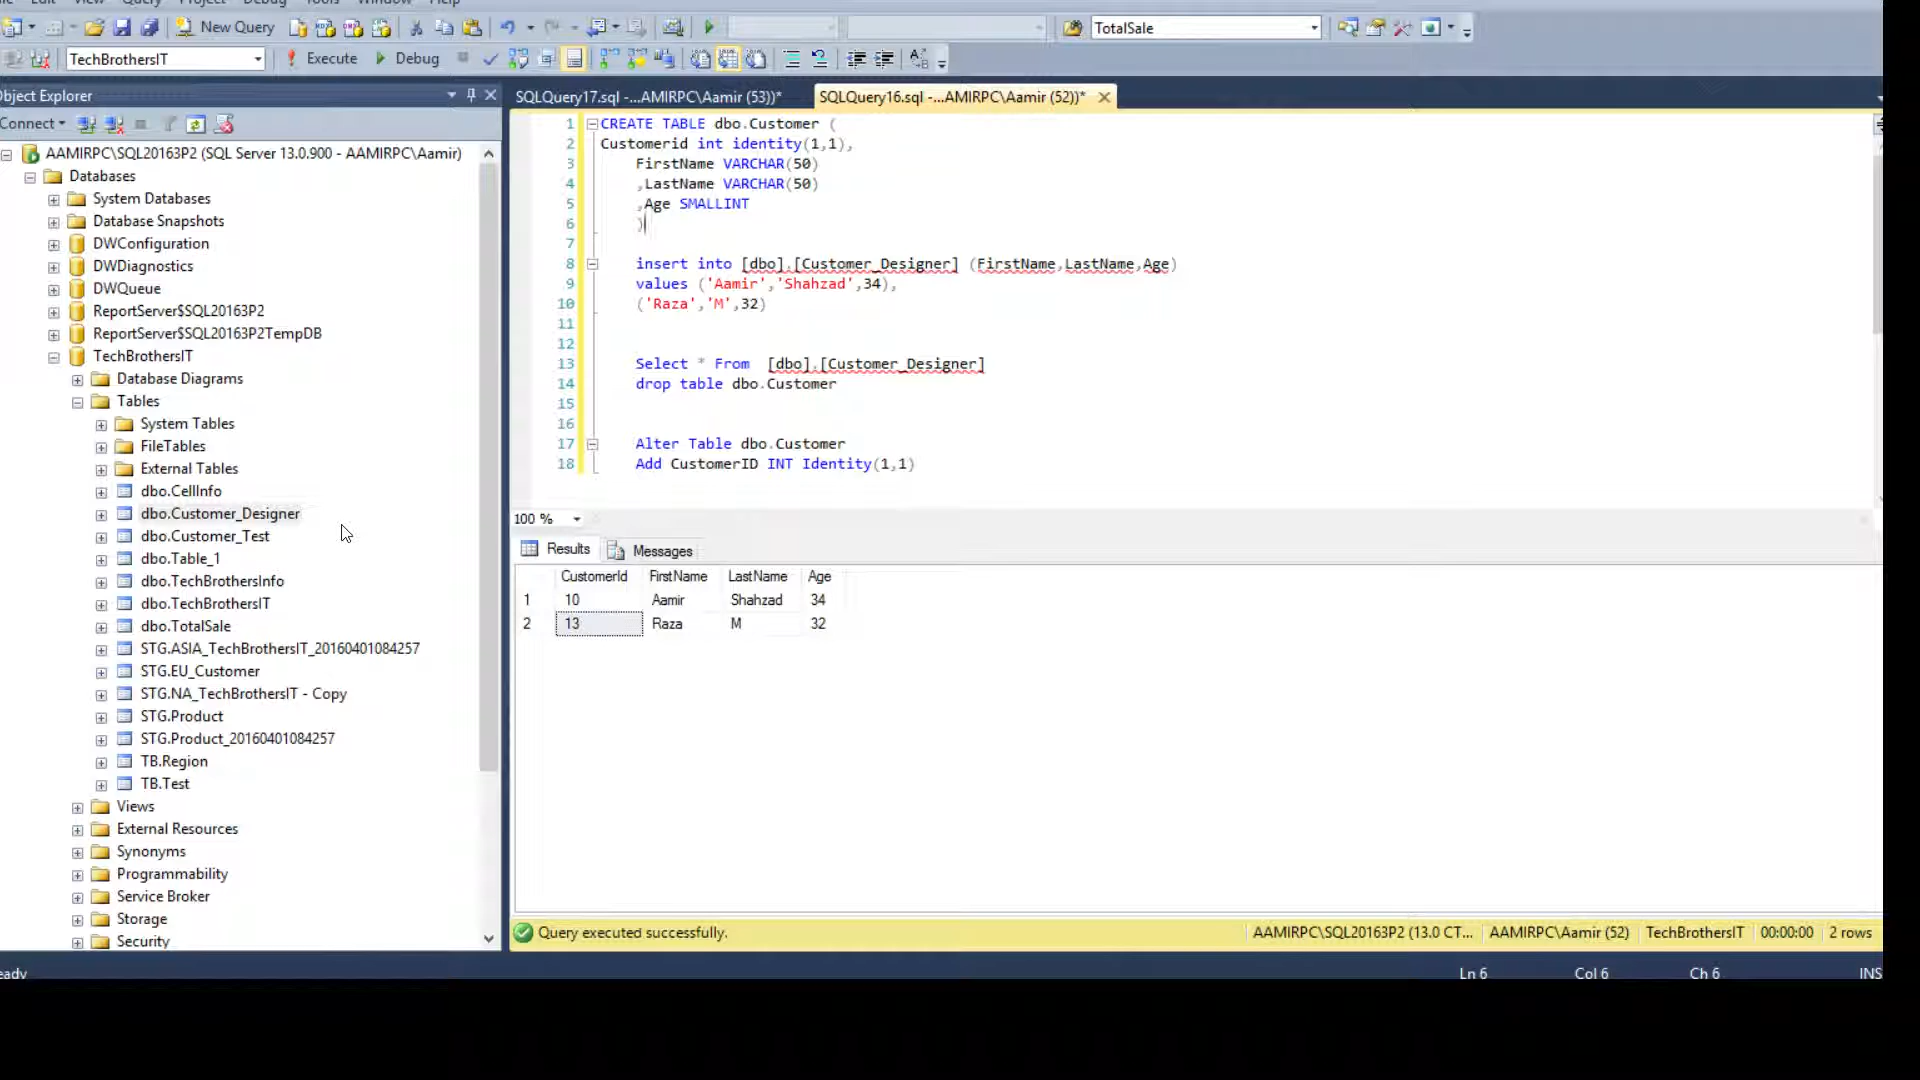 Edit View Query Project Debug Tools Window Help
New Query
TotalSale
TechBrothersIT
Execute
Debug
Object Explorer
Connect
AAMIRPC\SQL20163P2 (SQL Server 13.0.900 - AAMIRPC\Aamir)
Databases
System Databases
Database Snapshots
DWConfiguration
DWDiagnostics
DWQueue
ReportServer$SQL20163P2
ReportServer$SQL20163P2TempDB
TechBrothersIT
Database Diagrams
Tables
System Tables
FileTables
External Tables
dbo.CellInfo
dbo.Customer_Designer
dbo.Customer_Test
dbo.Table_1
dbo.TechBrothersInfo
dbo.TechBrothersIT
dbo.TotalSale
STG.ASIA_TechBrothersIT_20160401084257
STG.EU_Customer
STG.NA_TechBrothersIT - Copy
STG.Product
STG.Product_20160401084257
TB.Region
TB.Test
Views
External Resources
Synonyms
Programmability
Service Broker
Storage
Security
SQLQuery17.sql -...AMIRPC\Aamir (53))*
SQLQuery16.sql -...AMIRPC\Aamir (52))*
1 CREATE TABLE dbo.Customer (
2 Customerid int identity(1,1),
3 FirstName VARCHAR(50)
4 ,LastName VARCHAR(50)
5 ,Age SMALLINT
6 )
7
8 insert into [dbo].[Customer_Designer] (FirstName,LastName,Age)
9 values ('Aamir','Shahzad',34),
10 ('Raza','M',32)
11
12
13 Select * From [dbo].[Customer_Designer]
14 drop table dbo.Customer
15
16
17 Alter Table dbo.Customer
18 Add CustomerID INT Identity(1,1)
100 %
Results
Messages
CustomerId FirstName LastName Age
1 10 Aamir Shahzad 34
2 13 Raza M 32
Query executed successfully.
AAMIRPC\SQL20163P2 (13.0 CT...
AAMIRPC\Aamir (52)
TechBrothersIT
00:00:00
2 rows
eady
Ln 6
Col 6
Ch 6
INS